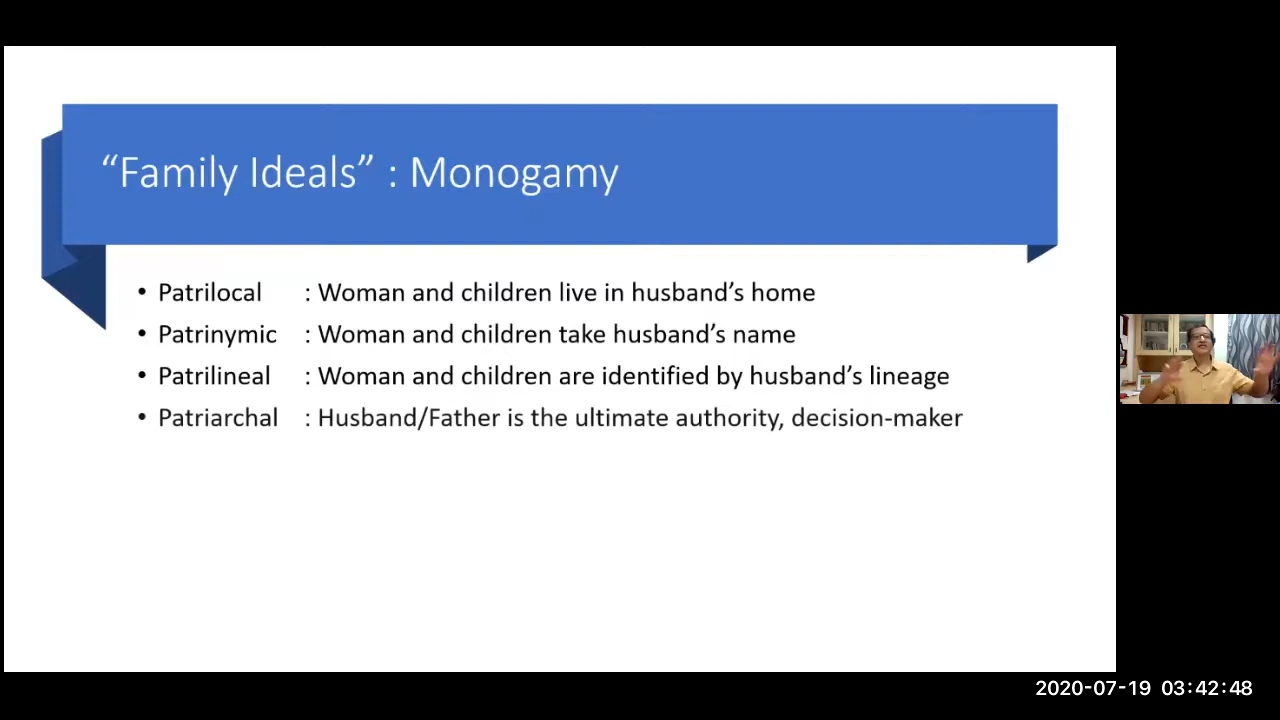 “Family Ideals” : Monogamy
• Patrilocal : Woman and children live in husband’s home
• Patrinymic : Woman and children take husband’s name
• Patrilineal : Woman and children are identified by husband’s lineage
• Patriarchal : Husband/Father is the ultimate authority, decision-maker
2020-07-19 03:42:48